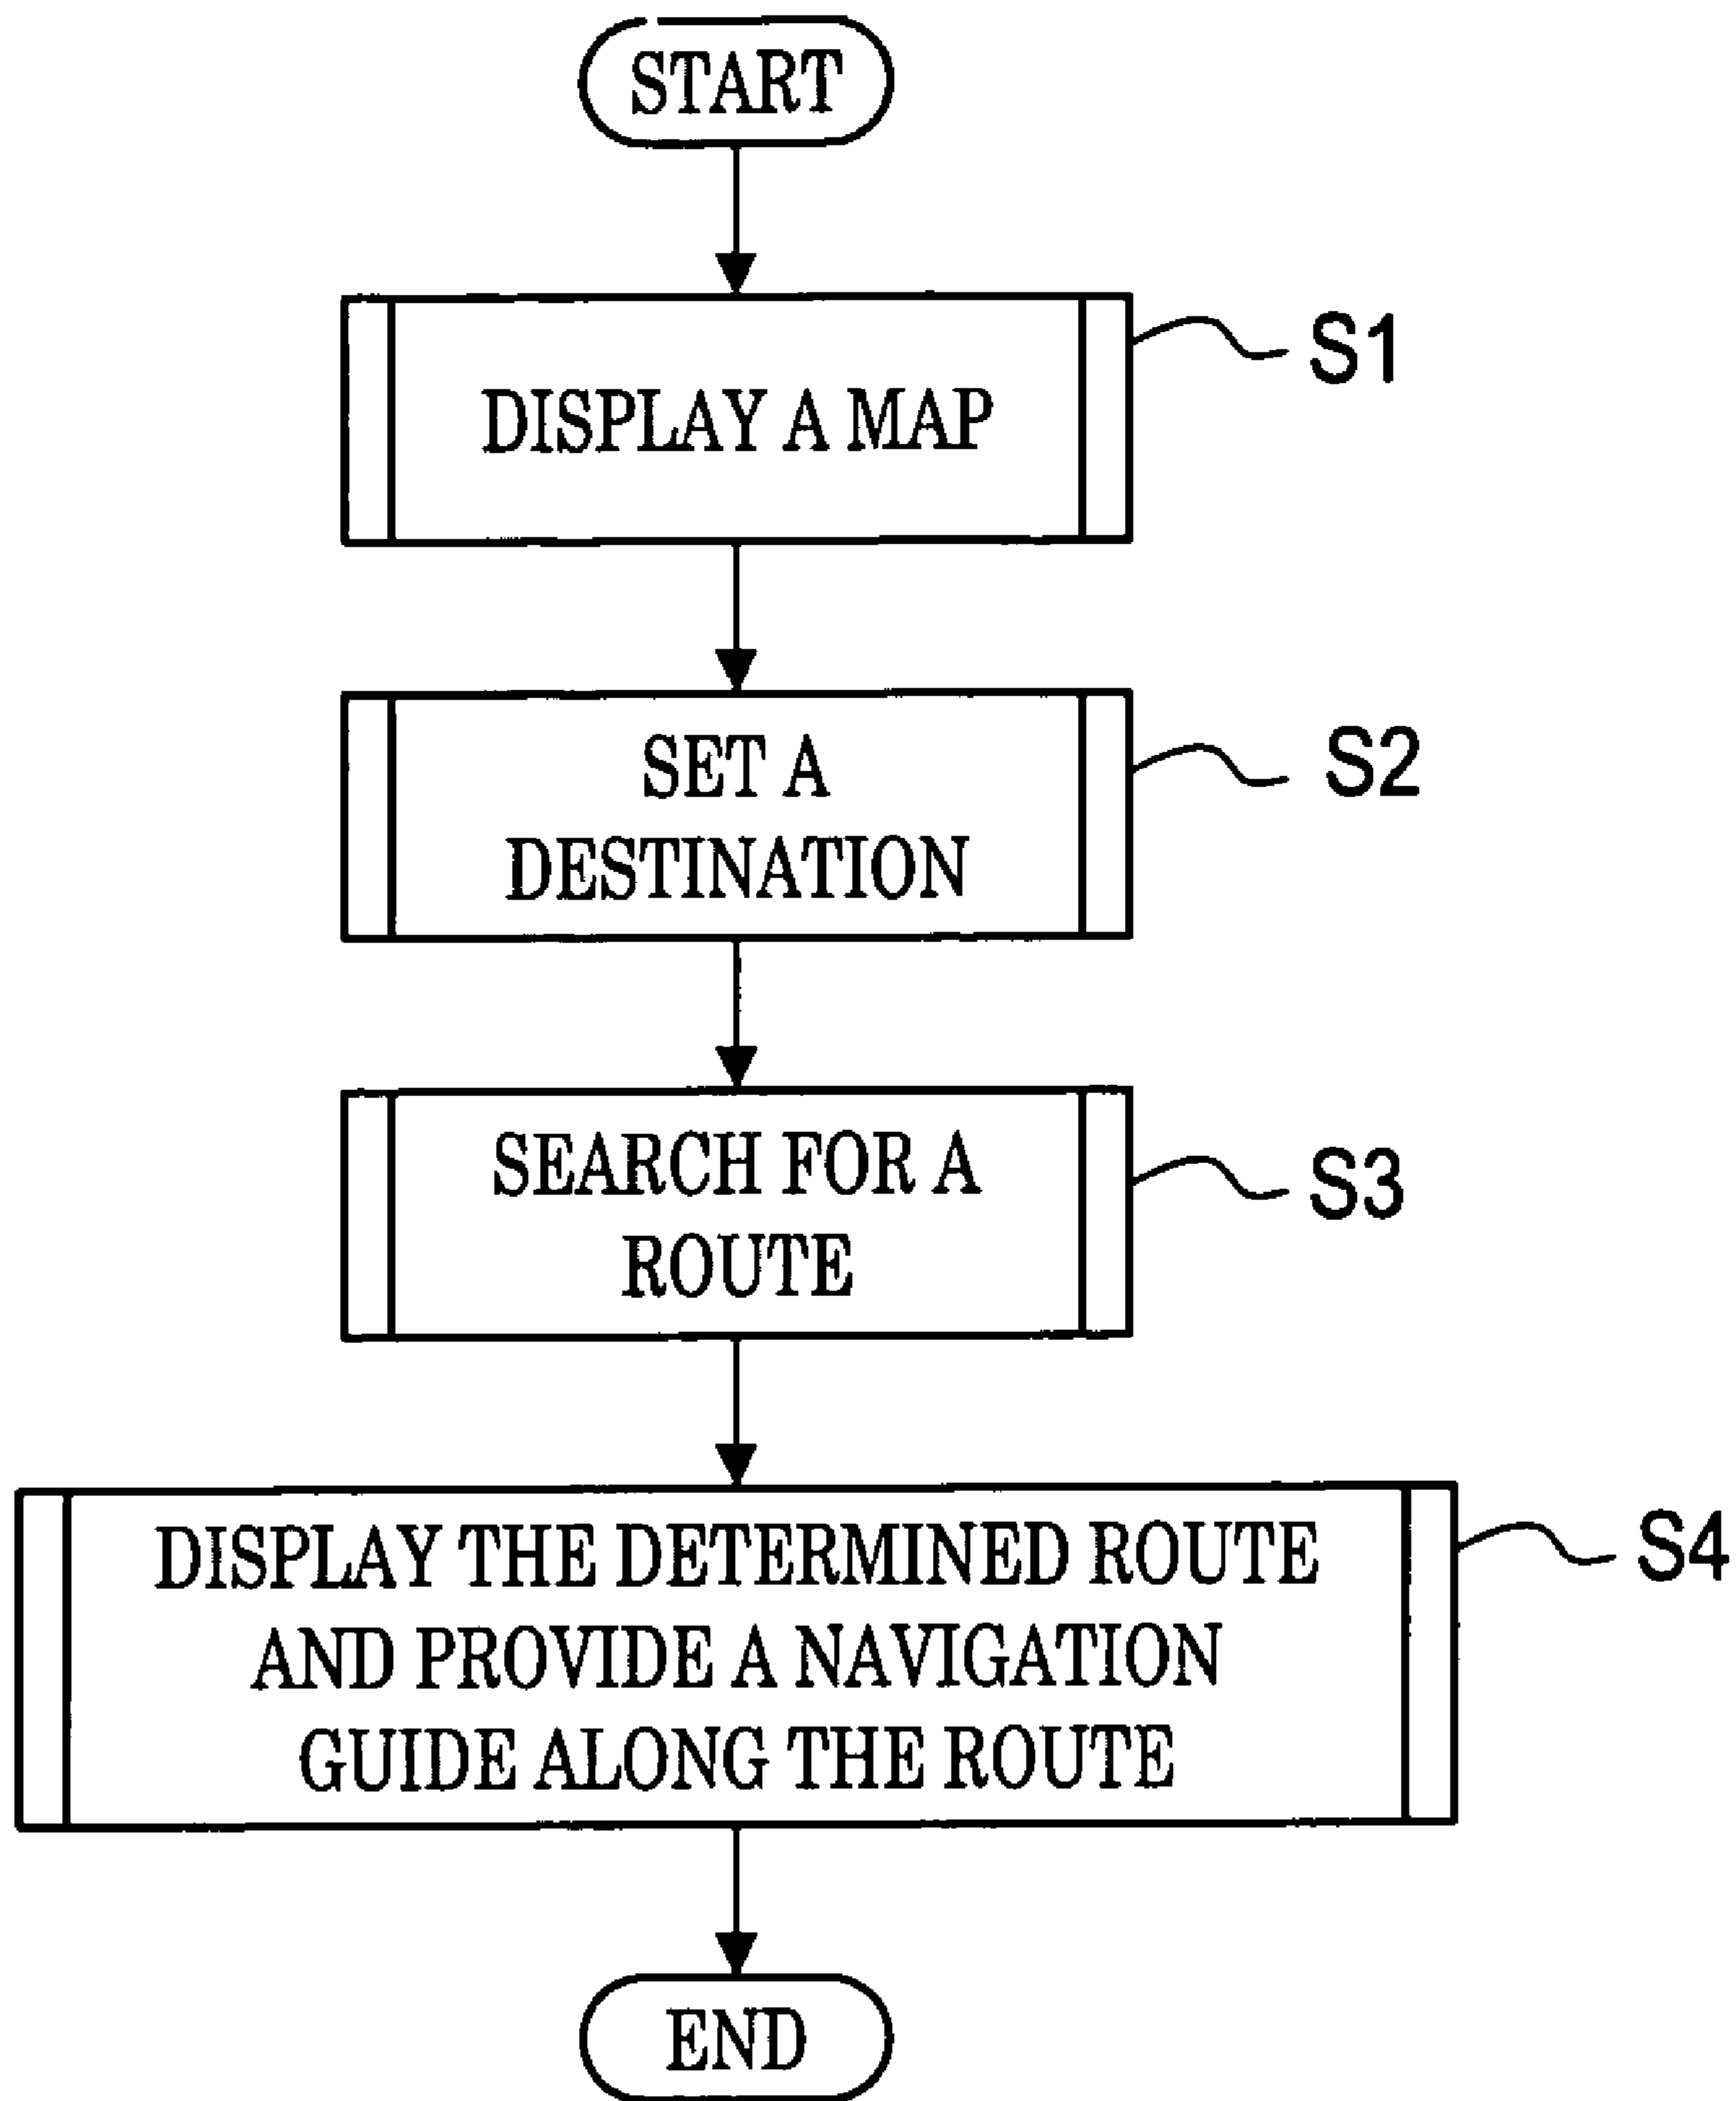 START
DISPLAY A MAP
S1
SET A
DESTINATION
S2
SEARCH FOR A
ROUTE
S3
DISPLAY THE DETERMINED ROUTE
AND PROVIDE A NAVIGATION
GUIDE ALONG THE ROUTE
S4
END